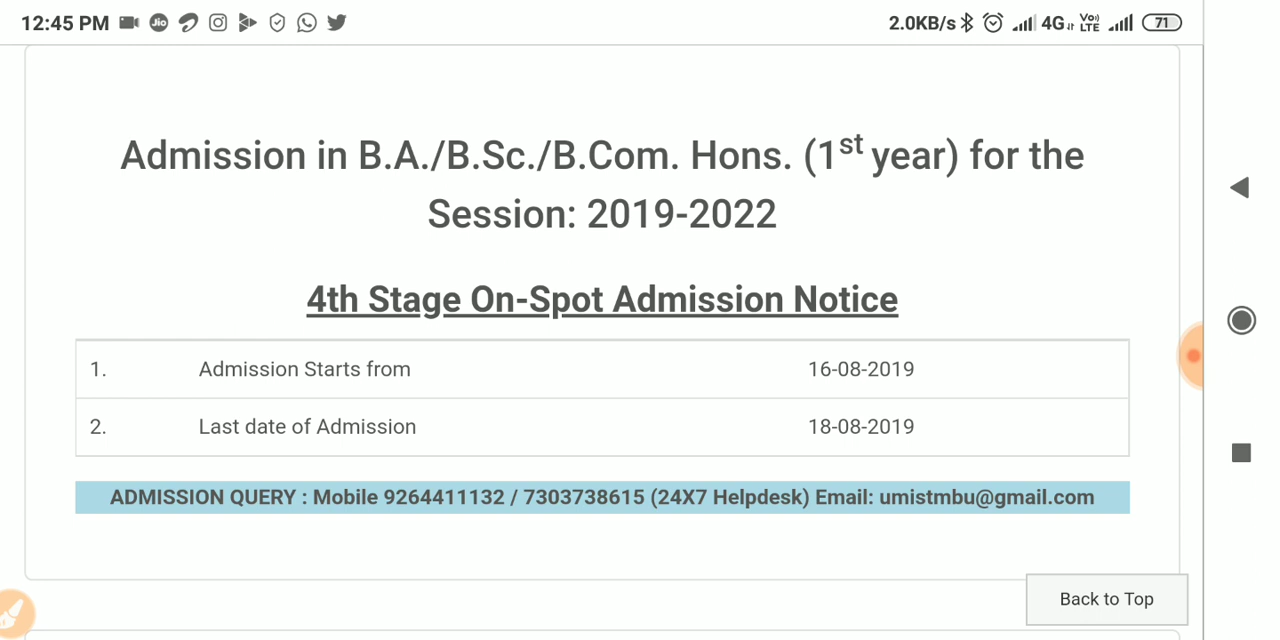 12:45 PM
2.0KB/s 4G Vo)) LTE 71
Admission in B.A./B.Sc./B.Com. Hons. (1st year) for the
Session: 2019-2022
4th Stage On-Spot Admission Notice
1. Admission Starts from 16-08-2019
2. Last date of Admission 18-08-2019
ADMISSION QUERY : Mobile 9264411132 / 7303738615 (24X7 Helpdesk) Email: umistmbu@gmail.com
Back to Top